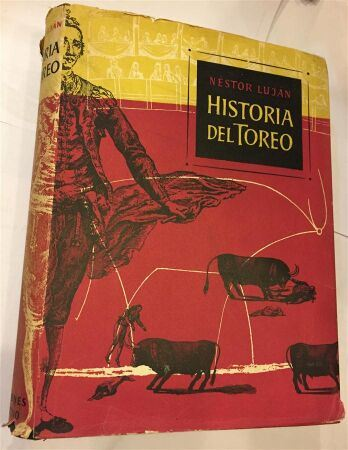 NÉSTOR LUJÁN
HISTORIA
DEL TOREO